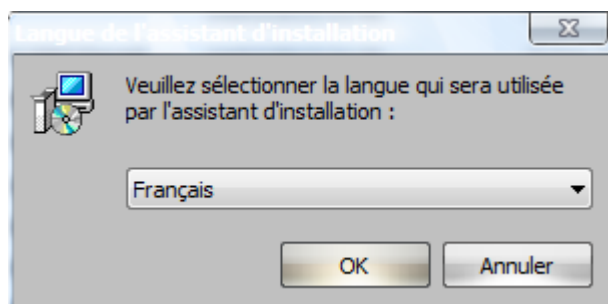 Langue de l'assistant d'installation
Veuillez sélectionner la langue qui sera utilisée
par l'assistant d'installation :
Français
OK
Annuler